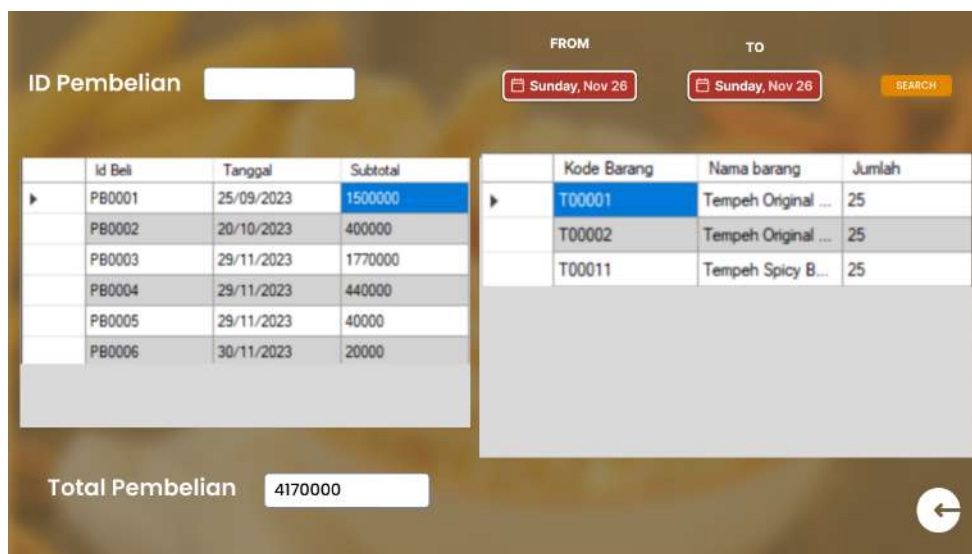 FROM TO
ID Pembelian Sunday, Nov 26 Sunday, Nov 26 SEARCH
Id Beli Tanggal Subtotal
PB0001 25/09/2023 1500000
PB0002 20/10/2023 400000
PB0003 29/11/2023 1770000
PB0004 29/11/2023 440000
PB0005 29/11/2023 40000
PB0006 30/11/2023 20000
Kode Barang Nama barang Jumlah
T00001 Tempeh Original ... 25
T00002 Tempeh Original ... 25
T00011 Tempeh Spicy B... 25
Total Pembelian 4170000